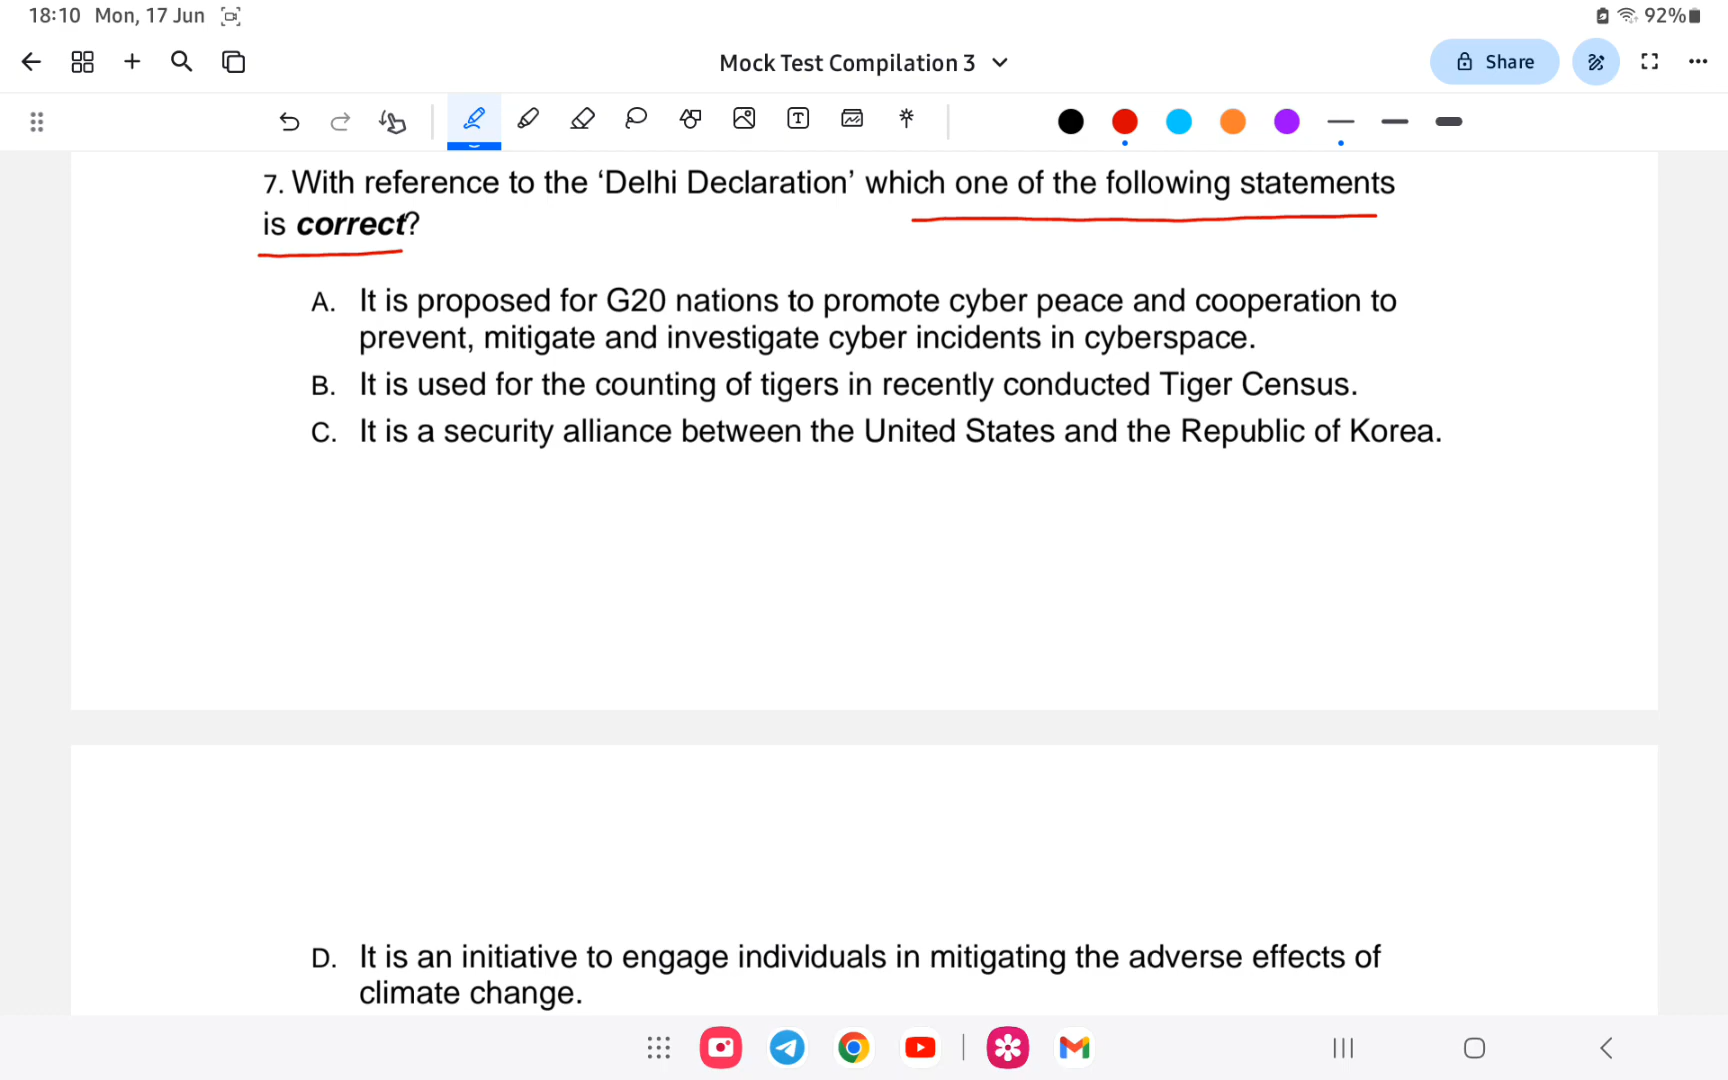 18:10 Mon, 17 Jun
92%
Mock Test Compilation 3
Share
7. With reference to the ‘Delhi Declaration’ which one of the following statements
is correct?
A. It is proposed for G20 nations to promote cyber peace and cooperation to
prevent, mitigate and investigate cyber incidents in cyberspace.
B. It is used for the counting of tigers in recently conducted Tiger Census.
C. It is a security alliance between the United States and the Republic of Korea.
D. It is an initiative to engage individuals in mitigating the adverse effects of
climate change.